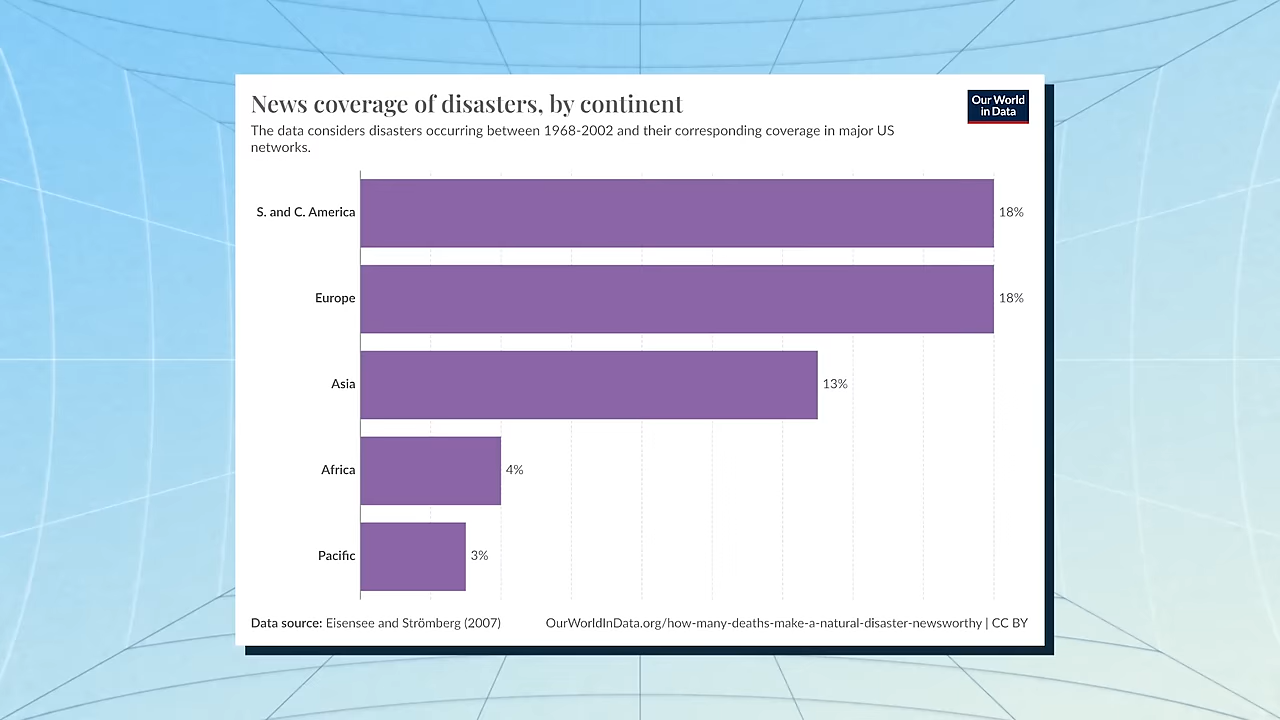 News coverage of disasters, by continent
Our World
in Data
The data considers disasters occurring between 1968-2002 and their corresponding coverage in major US
networks.
S. and C. America
18%
Europe
18%
Asia
13%
Africa
4%
Pacific
3%
Data source: Eisensee and Strömberg (2007)
OurWorldInData.org/how-many-deaths-make-a-natural-disaster-newsworthy | CC BY